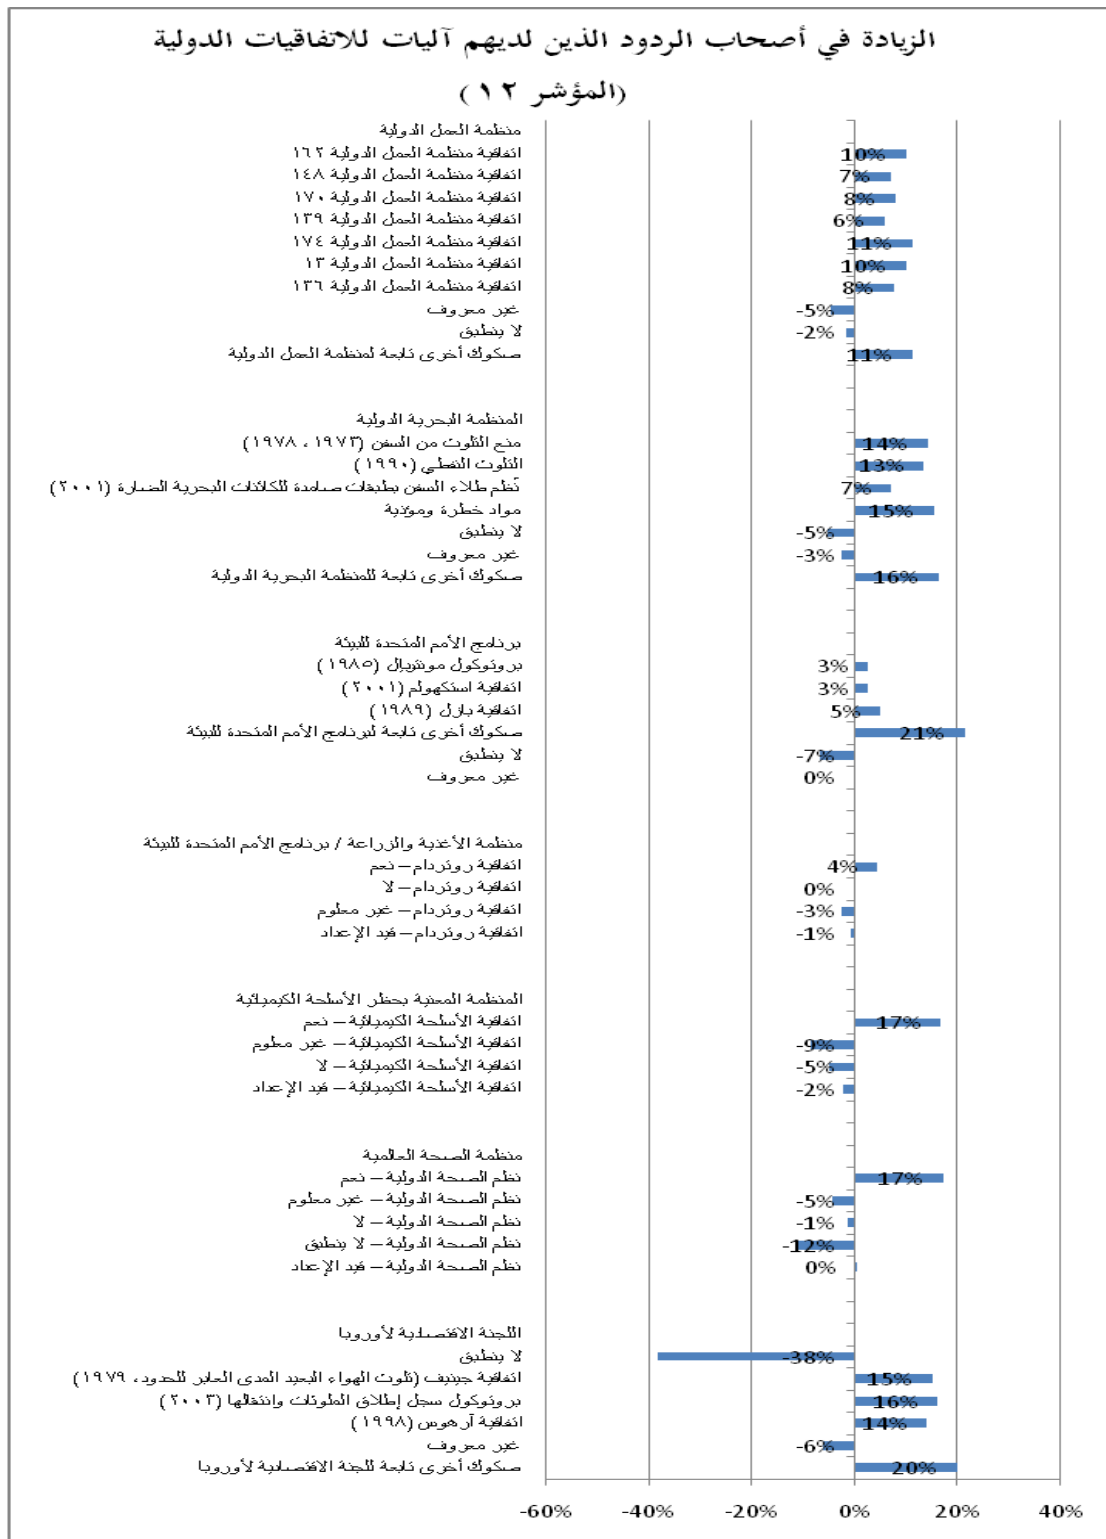 الزيادة في أصحاب الردود الذين لديهم آليات للاتفاقيات الدولية
(المؤشر ١٢)
منظمة العمل الدولية
اتفاقية منظمة العمل الدولية ١٦٢ 10%
اتفاقية منظمة العمل الدولية ١٤٨ 7%
اتفاقية منظمة العمل الدولية ١٧٠ 8%
اتفاقية منظمة العمل الدولية ١٣٩ 6%
اتفاقية منظمة العمل الدولية ١٧٤ 11%
اتفاقية منظمة العمل الدولية ١٣ 10%
اتفاقية منظمة العمل الدولية ١٣٦ 8%
غير معروف -5%
لا ينطبق -2%
صكوك أخرى تابعة لمنظمة العمل الدولية 11%
المنظمة البحرية الدولية
منع التلوث من السفن (١٩٧٣ ، ١٩٧٨) 14%
التلوث النفطي (١٩٩٠) 13%
نُظم طلاء السفن بطبقات صامدة للكائنات البحرية الضارة (٢٠٠١) 7%
مواد خطرة ومؤذية 15%
لا ينطبق -5%
غير معروف -3%
صكوك أخرى تابعة للمنظمة البحرية الدولية 16%
برنامج الأمم المتحدة للبيئة
بروتوكول مونتريال (١٩٨٥) 3%
اتفاقية استكهولم (٢٠٠١) 3%
اتفاقية بازل (١٩٨٩) 5%
صكوك أخرى تابعة لبرنامج الأمم المتحدة للبيئة 21%
لا ينطبق -7%
غير معروف 0%
منظمة الأغذية والزراعة / برنامج الأمم المتحدة للبيئة
اتفاقية روتردام – نعم 4%
اتفاقية روتردام – لا 0%
اتفاقية روتردام – غير معلوم -3%
اتفاقية روتردام – قيد الإعداد -1%
المنظمة المعنية بحظر الأسلحة الكيميائية
اتفاقية الأسلحة الكيميائية – نعم 17%
اتفاقية الأسلحة الكيميائية – غير معلوم -9%
اتفاقية الأسلحة الكيميائية – لا -5%
اتفاقية الأسلحة الكيميائية – قيد الإعداد -2%
منظمة الصحة العالمية
نظم الصحة الدولية – نعم 17%
نظم الصحة الدولية – غير معلوم -5%
نظم الصحة الدولية – لا -1%
نظم الصحة الدولية – لا ينطبق -12%
نظم الصحة الدولية – قيد الإعداد 0%
اللجنة الاقتصادية لأوروبا
لا ينطبق -38%
اتفاقية جينيف (تلوث الهواء البعيد المدى العابر للحدود، ١٩٧٩) 15%
بروتوكول سجل إطلاق الملوثات وانتقالها (٢٠٠٣) 16%
اتفاقية آرهوس (١٩٩٨) 14%
غير معروف -6%
صكوك أخرى تابعة للجنة الاقتصادية لأوروبا 20%
-60% -40% -20% 0% 20% 40%